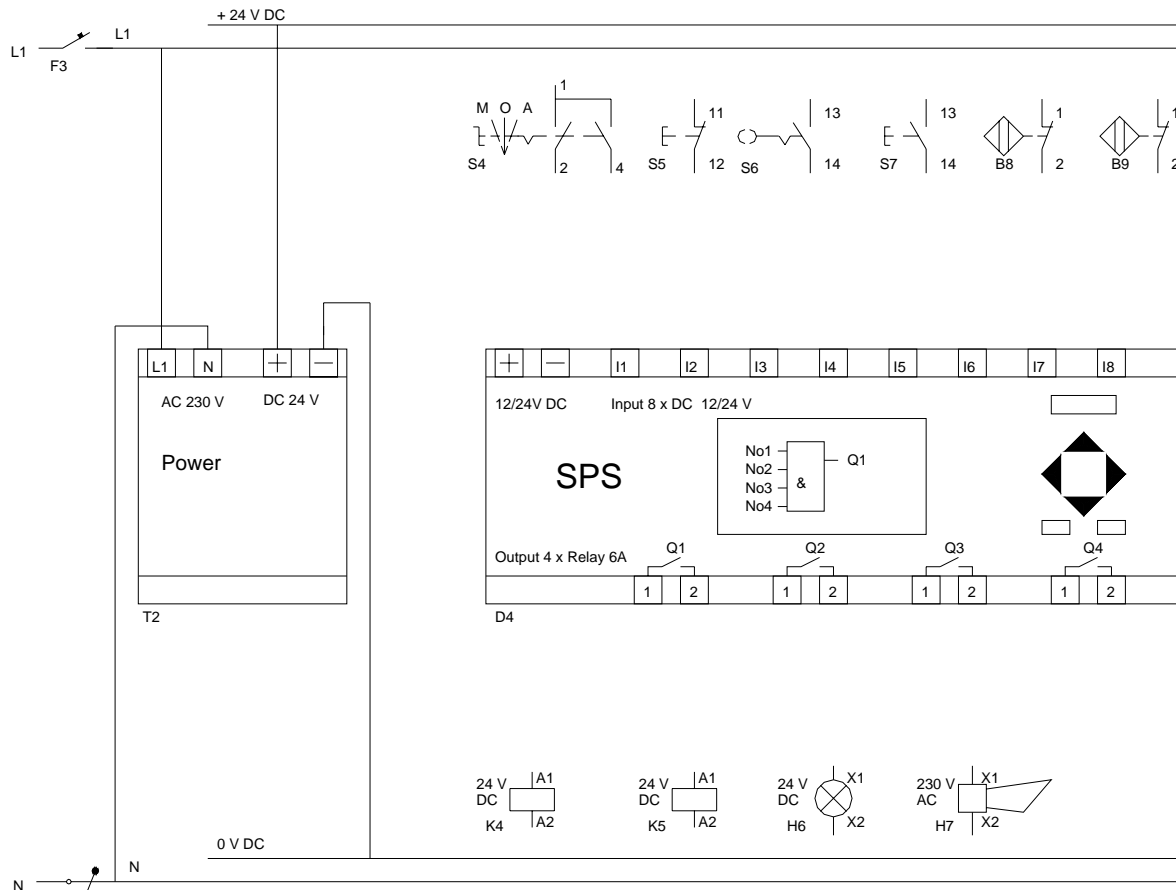 + 24 V DC
L1 L1
F3
1
M O A 11 13 13 1 1
S4 2 4 S5 12 S6 14 S7 14 B8 2 B9 2
L1 N + — + — I1 I2 I3 I4 I5 I6 I7 I8
AC 230 V DC 24 V 12/24V DC Input 8 x DC 12/24 V
Power
SPS
No1
No2 Q1
No3 &
No4
Output 4 x Relay 6A Q1 Q2 Q3 Q4
1 2 1 2 1 2 1 2
T2 D4
24 V A1 24 V A1 24 V X1 230 V X1
DC DC DC AC
K4 A2 K5 A2 H6 X2 H7 X2
0 V DC
N N